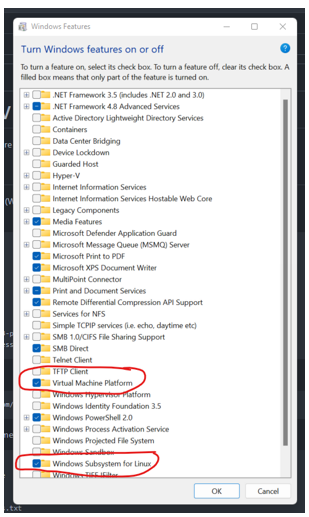 Windows Features
Turn Windows features on or off
To turn a feature on, select its check box. To turn a feature off, clear its check box. A
filled box means that only part of the feature is turned on.
.NET Framework 3.5 (includes .NET 2.0 and 3.0)
.NET Framework 4.8 Advanced Services
Active Directory Lightweight Directory Services
Containers
Data Center Bridging
Device Lockdown
Guarded Host
Hyper-V
Internet Information Services
Internet Information Services Hostable Web Core
Legacy Components
Media Features
Microsoft Defender Application Guard
Microsoft Message Queue (MSMQ) Server
Microsoft Print to PDF
Microsoft XPS Document Writer
MultiPoint Connector
Print and Document Services
Remote Differential Compression API Support
Services for NFS
Simple TCPIP services (i.e. echo, daytime etc)
SMB 1.0/CIFS File Sharing Support
SMB Direct
Telnet Client
TFTP Client
Virtual Machine Platform
Windows Hypervisor Platform
Windows Identity Foundation 3.5
Windows PowerShell 2.0
Windows Process Activation Service
Windows Projected File System
Windows Sandbox
Windows Subsystem for Linux
Windows TIFF IFilter
OK
Cancel
.txt